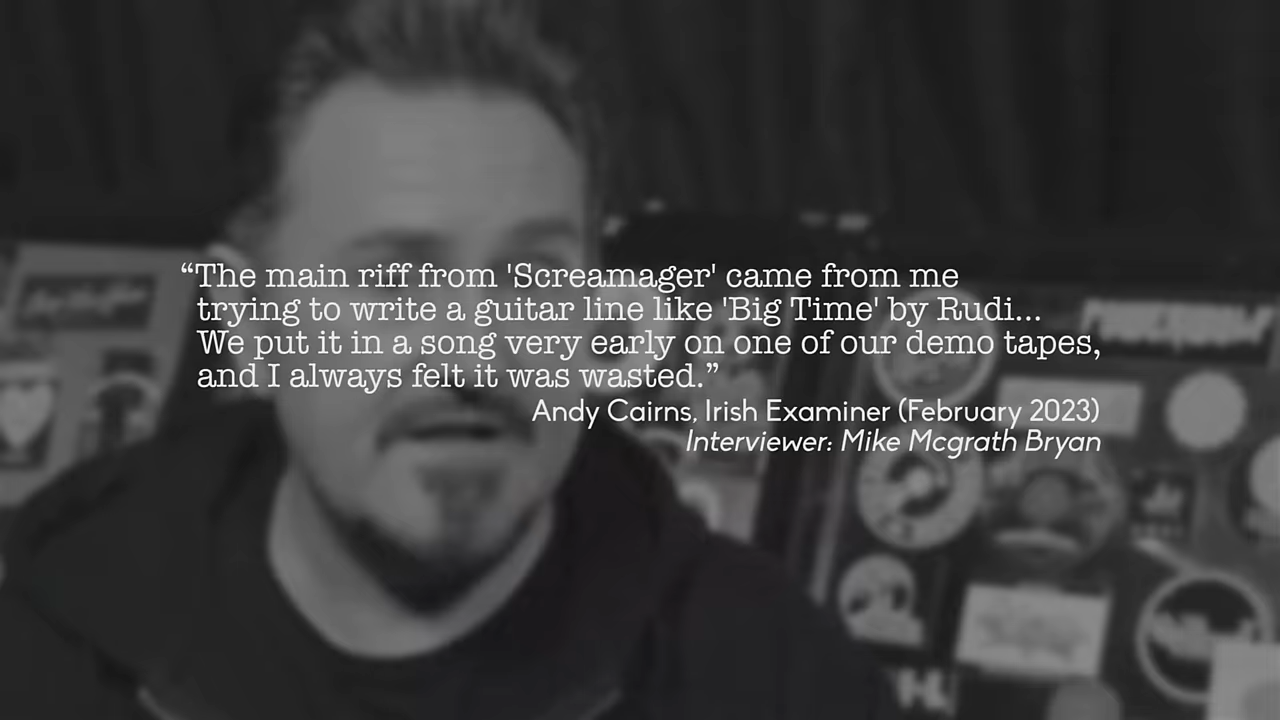 “The main riff from 'Screamager' came from me
trying to write a guitar line like 'Big Time' by Rudi...
We put it in a song very early on one of our demo tapes,
and I always felt it was wasted.”
Andy Cairns, Irish Examiner (February 2023)
Interviewer: Mike Mcgrath Bryan